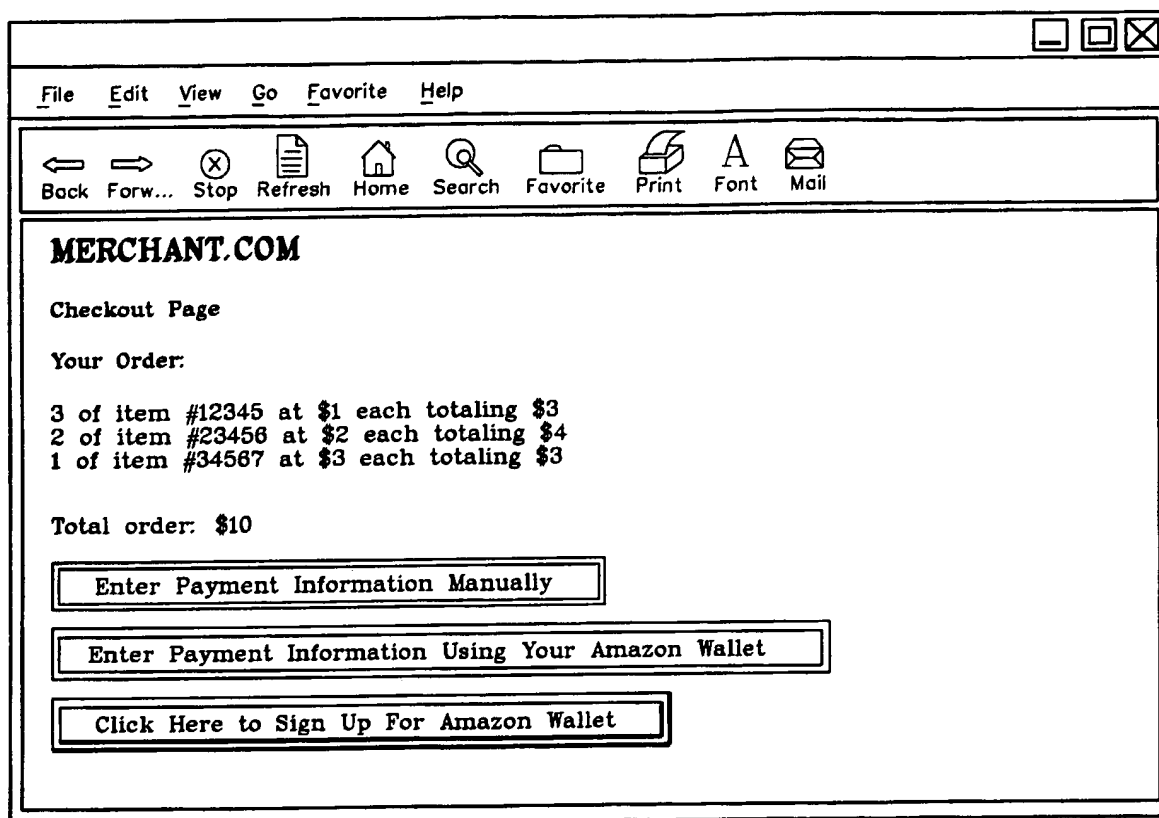 File Edit View Go Favorite Help
Back Forw... Stop Refresh Home Search Favorite Print Font Mail
MERCHANT.COM
Checkout Page
Your Order:
3 of item #12345 at $1 each totaling $3
2 of item #23456 at $2 each totaling $4
1 of item #34567 at $3 each totaling $3
Total order: $10
Enter Payment Information Manually
Enter Payment Information Using Your Amazon Wallet
Click Here to Sign Up For Amazon Wallet